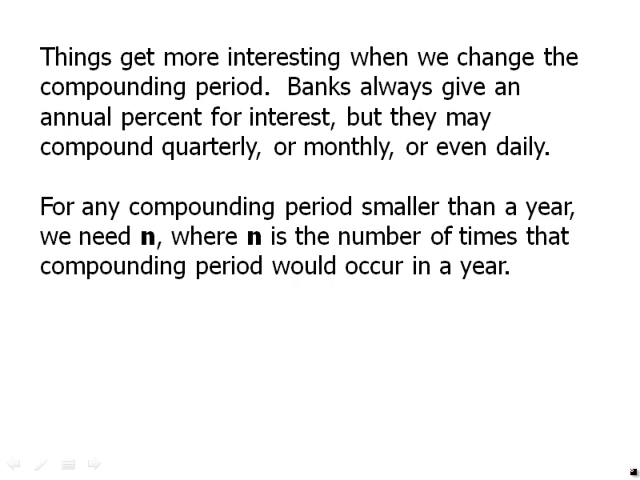 Things get more interesting when we change the
compounding period.  Banks always give an
annual percent for interest, but they may
compound quarterly, or monthly, or even daily.
For any compounding period smaller than a year,
we need n, where n is the number of times that
compounding period would occur in a year.